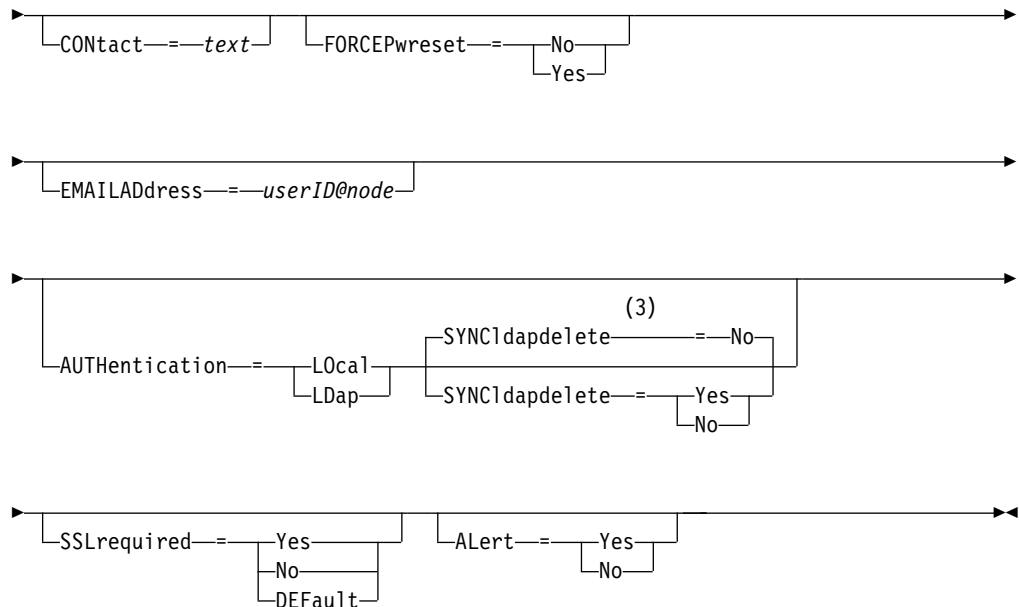 CONtact = text FORCEPwreset = No
Yes
EMAILADdress = userID@node
(3)
SYNCldapdelete = No
AUTHentication = LOcal
LDap SYNCldapdelete = Yes
No
SSLrequired = Yes ALert = Yes
No No
DEFault